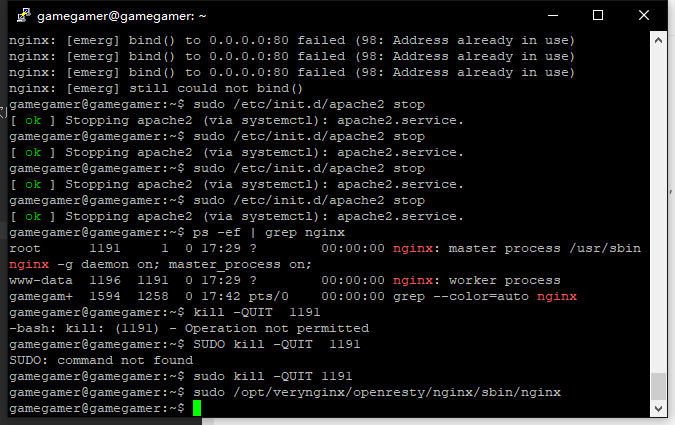 gamegamer@gamegamer: ~
nginx: [emerg] bind() to 0.0.0.0:80 failed (98: Address already in use)
nginx: [emerg] bind() to 0.0.0.0:80 failed (98: Address already in use)
nginx: [emerg] bind() to 0.0.0.0:80 failed (98: Address already in use)
nginx: [emerg] still could not bind()
gamegamer@gamegamer:~$ sudo /etc/init.d/apache2 stop
[ ok ] Stopping apache2 (via systemctl): apache2.service.
gamegamer@gamegamer:~$ sudo /etc/init.d/apache2 stop
[ ok ] Stopping apache2 (via systemctl): apache2.service.
gamegamer@gamegamer:~$ sudo /etc/init.d/apache2 stop
[ ok ] Stopping apache2 (via systemctl): apache2.service.
gamegamer@gamegamer:~$ sudo /etc/init.d/apache2 stop
[ ok ] Stopping apache2 (via systemctl): apache2.service.
gamegamer@gamegamer:~$ ps -ef | grep nginx
root      1191     1  0 17:29 ?        00:00:00 nginx: master process /usr/sbin
nginx -g daemon on; master_process on;
www-data  1196  1191  0 17:29 ?        00:00:00 nginx: worker process
gamegam+  1594  1258  0 17:42 pts/0    00:00:00 grep --color=auto nginx
gamegamer@gamegamer:~$ kill -QUIT  1191
-bash: kill: (1191) - Operation not permitted
gamegamer@gamegamer:~$ SUDO kill -QUIT  1191
SUDO: command not found
gamegamer@gamegamer:~$ sudo kill -QUIT 1191
gamegamer@gamegamer:~$ sudo /opt/verynginx/openresty/nginx/sbin/nginx
gamegamer@gamegamer:~$